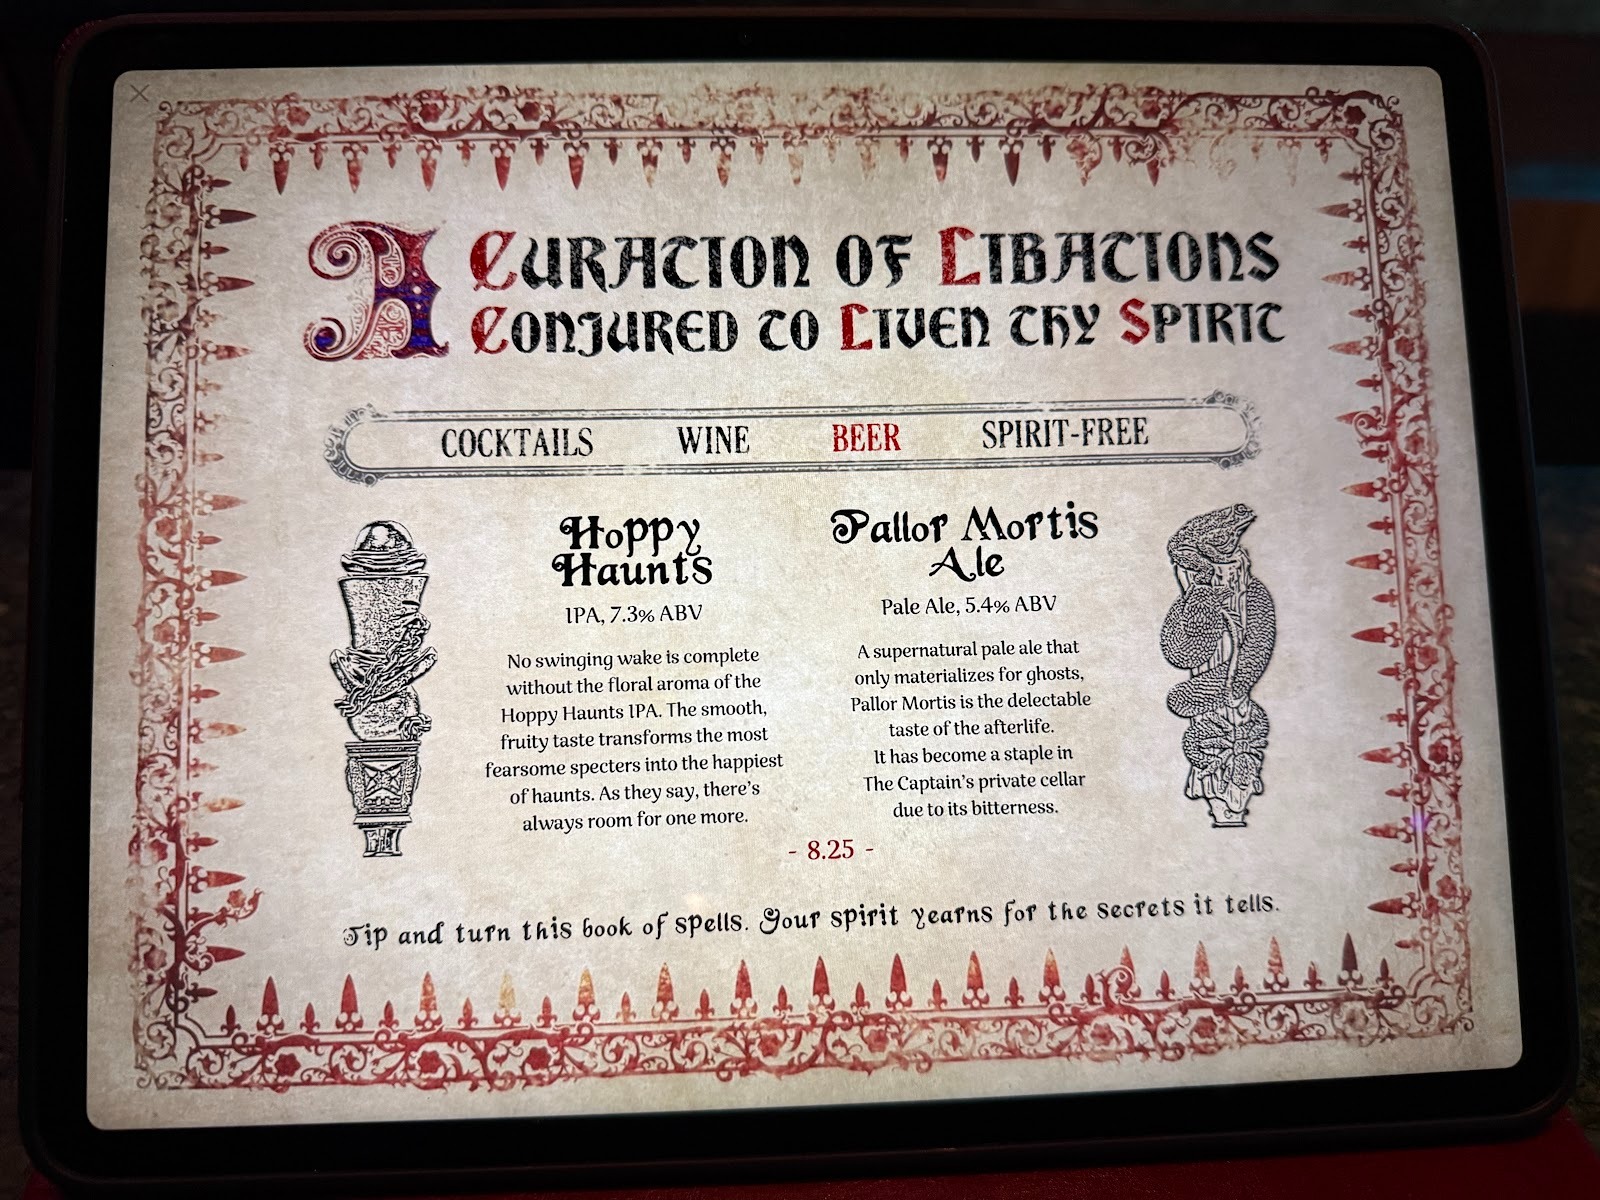 A Curation of Libations
Conjured to Liven thy Spirit
COCKTAILS WINE BEER SPIRIT-FREE
Hoppy
Haunts
IPA, 7.3% ABV
No swinging wake is complete
without the floral aroma of the
Hoppy Haunts IPA. The smooth,
fruity taste transforms the most
fearsome specters into the happiest
of haunts. As they say, there's
always room for one more.
Pallor Mortis
Ale
Pale Ale, 5.4% ABV
A supernatural pale ale that
only materializes for ghosts,
Pallor Mortis is the delectable
taste of the afterlife.
It has become a staple in
The Captain's private cellar
due to its bitterness.
- 8.25 -
Tip and turn this book of spells. Your spirit yearns for the secrets it tells.